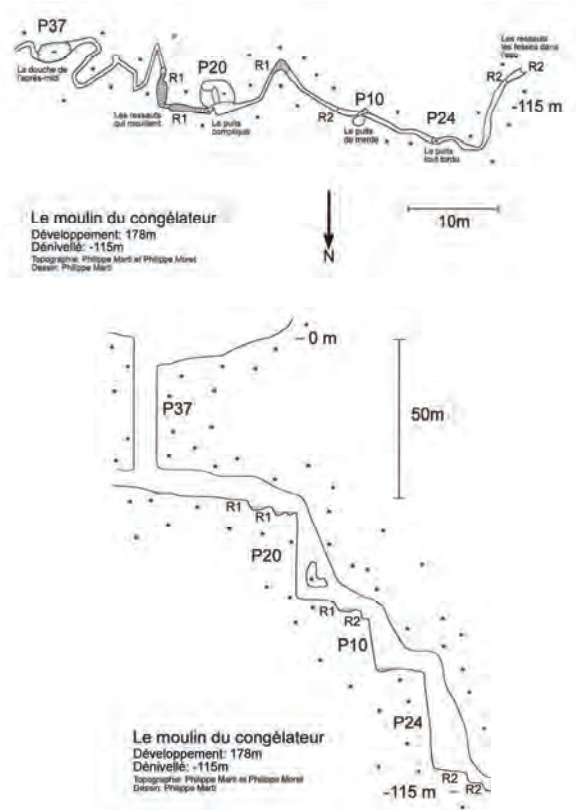 P37
La douche de
l'après-midi
R1
R1
Les ressauts
qui mouillent
P20
Le puits
compliqué
R1
R2
P10
Le puits
de merde
P24
Le puits
tout tordu
Les ressauts
les fesses dans
l'eau
R2
R2
-115 m
Le moulin du congélateur
Développement: 178m
Dénivellé: -115m
Topographie: Philippe Marti et Philippe Moret
Dessin: Philippe Marti
N
10m
– 0 m
P37
50m
R1
R1
P20
R1
R2
P10
P24
R2
R2
-115 m –
Le moulin du congélateur
Développement: 178m
Dénivellé: -115m
Topographie: Philippe Marti et Philippe Moret
Dessin: Philippe Marti